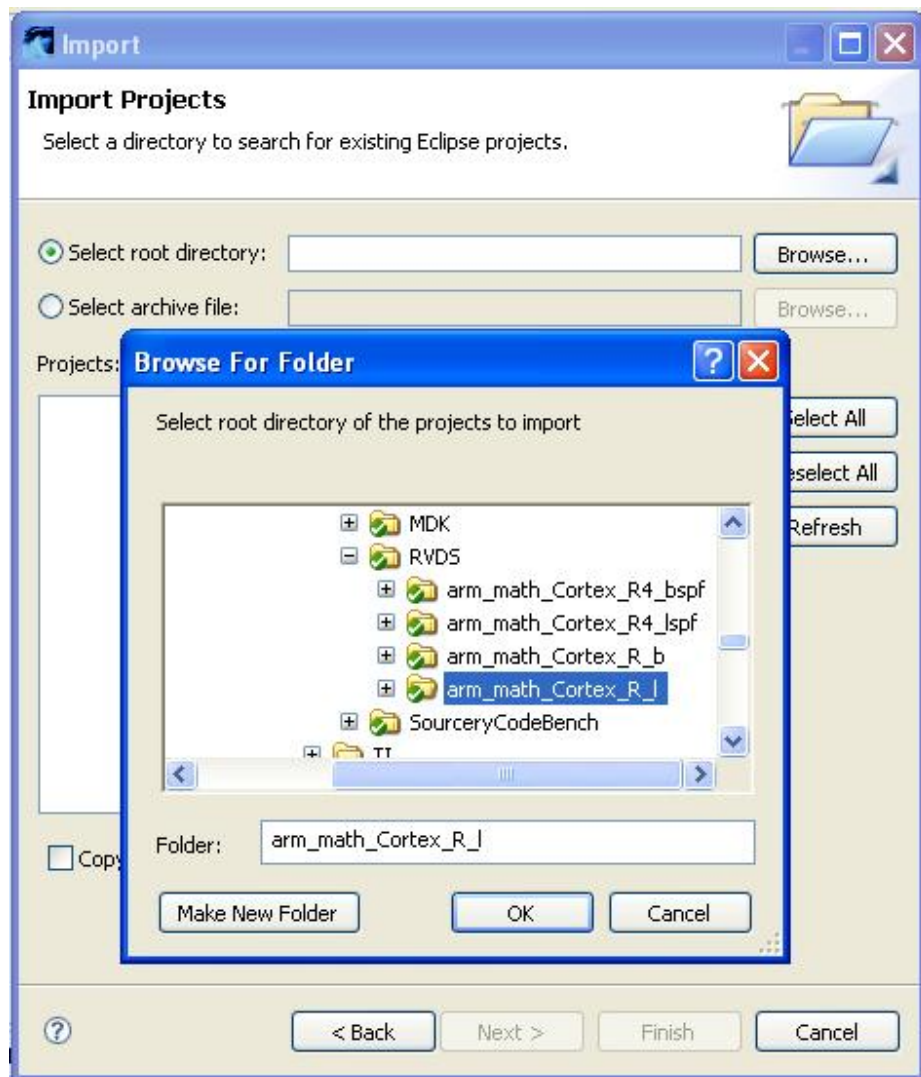 Import
Import Projects
Select a directory to search for existing Eclipse projects.
Select root directory:
Browse...
Select archive file:
Browse...
Projects:
Browse For Folder
Select root directory of the projects to import
Select All
eselect All
Refresh
MDK
RVDS
arm_math_Cortex_R4_bspf
arm_math_Cortex_R4_lspf
arm_math_Cortex_R_b
arm_math_Cortex_R_l
SourceryCodeBench
TI
Folder:
arm_math_Cortex_R_l
Copy
Make New Folder
OK
Cancel
< Back
Next >
Finish
Cancel